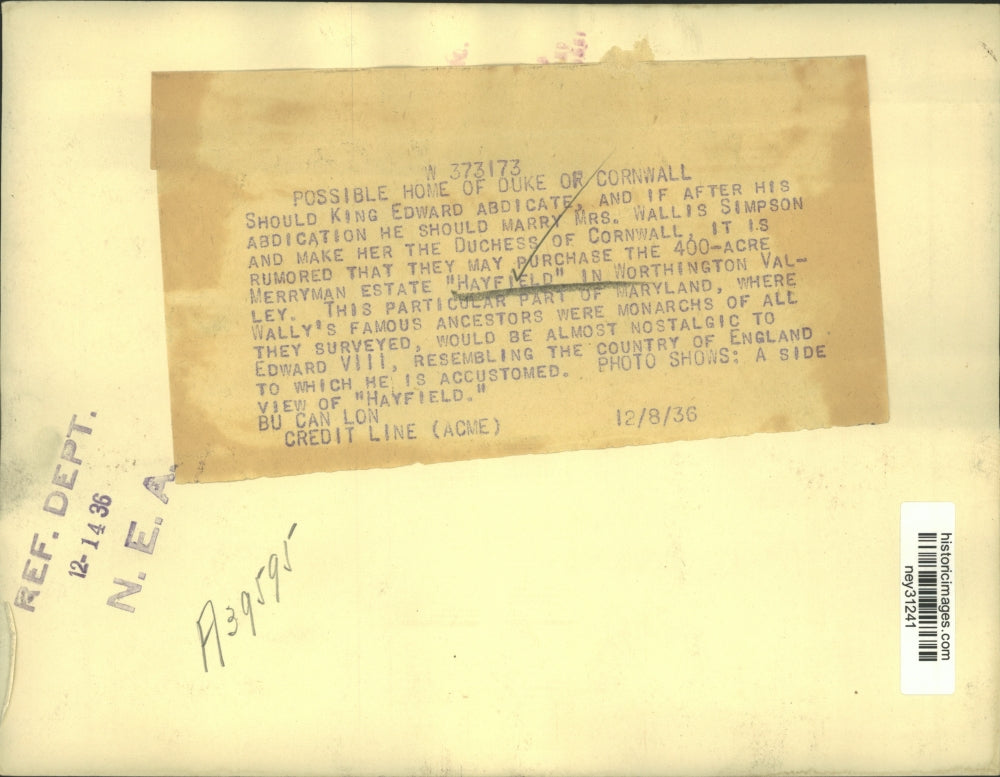 W 373173
POSSIBLE HOME OF DUKE OF CORNWALL
SHOULD KING EDWARD ABDICATE, AND IF AFTER HIS
ABDICATION HE SHOULD MARRY MRS. WALLIS SIMPSON
AND MAKE HER THE DUCHESS OF CORNWALL, IT IS
RUMORED THAT THEY MAY PURCHASE THE 400-ACRE
MERRYMAN ESTATE "HAYFIELD" IN WORTHINGTON VAL-
LEY. THIS PARTICULAR PART OF MARYLAND, WHERE
WALLY'S FAMOUS ANCESTORS WERE MONARCHS OF ALL
THEY SURVEYED, WOULD BE ALMOST NOSTALGIC TO
EDWARD VIII, RESEMBLING THE COUNTRY OF ENGLAND
TO WHICH HE IS ACCUSTOMED. PHOTO SHOWS: A SIDE
VIEW OF "HAYFIELD."
BU CAN LON
CREDIT LINE (ACME) 12/8/36
REF. DEPT.
12-14 36
N. E. A.
A39595
historicimages.com
ney31241